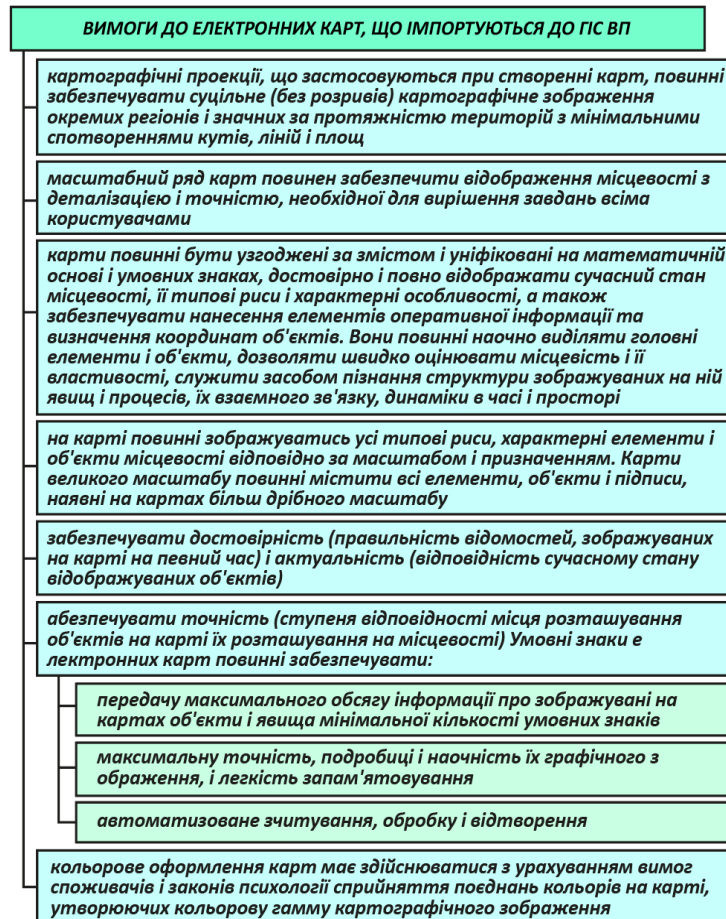 ВИМОГИ ДО ЕЛЕКТРОННИХ КАРТ, ЩО ІМПОРТУЮТЬСЯ ДО ГІС ВП
картографічні проекції, що застосовуються при створенні карт, повинні
забезпечувати суцільне (без розривів) картографічне зображення
окремих регіонів і значних за протяжністю територій з мінімальними
спотвореннями кутів, ліній і площ
масштабний ряд карт повинен забезпечити відображення місцевості з
деталізацією і точністю, необхідної для вирішення завдань всіма
користувачами
карти повинні бути узгоджені за змістом і уніфіковані на математичній
основі і умовних знаках, достовірно і повно відображати сучасний стан
місцевості, її типові риси і характерні особливості, а також
забезпечувати нанесення елементів оперативної інформації та
визначення координат об'єктів. Вони повинні наочно виділяти головні
елементи і об'єкти, дозволяти швидко оцінювати місцевість і її
властивості, служити засобом пізнання структури зображуваних на ній
явищ і процесів, їх взаємного зв'язку, динаміки в часі і просторі
на карті повинні зображуватись усі типові риси, характерні елементи і
об'єкти місцевості відповідно за масштабом і призначенням. Карти
великого масштабу повинні містити всі елементи, об'єкти і підписи,
наявні на картах більш дрібного масштабу
забезпечувати достовірність (правильність відомостей, зображуваних
на карті на певний час) і актуальність (відповідність сучасному стану
відображуваних об'єктів)
абезпечувати точність (ступеня відповідності місця розташування
об'єктів на карті їх розташування на місцевості) Умовні знаки е
лектронних карт повинні забезпечувати:
передачу максимального обсягу інформації про зображувані на
картах об'єкти і явища мінімальної кількості умовних знаків
максимальну точність, подробиці і наочність їх графічного з
ображення, і легкість запам'ятовування
автоматизоване зчитування, обробку і відтворення
кольорове оформлення карт має здійснюватися з урахуванням вимог
споживачів і законів психології сприйняття поєднань кольорів на карті,
утворюючих кольорову гамму картографічного зображення